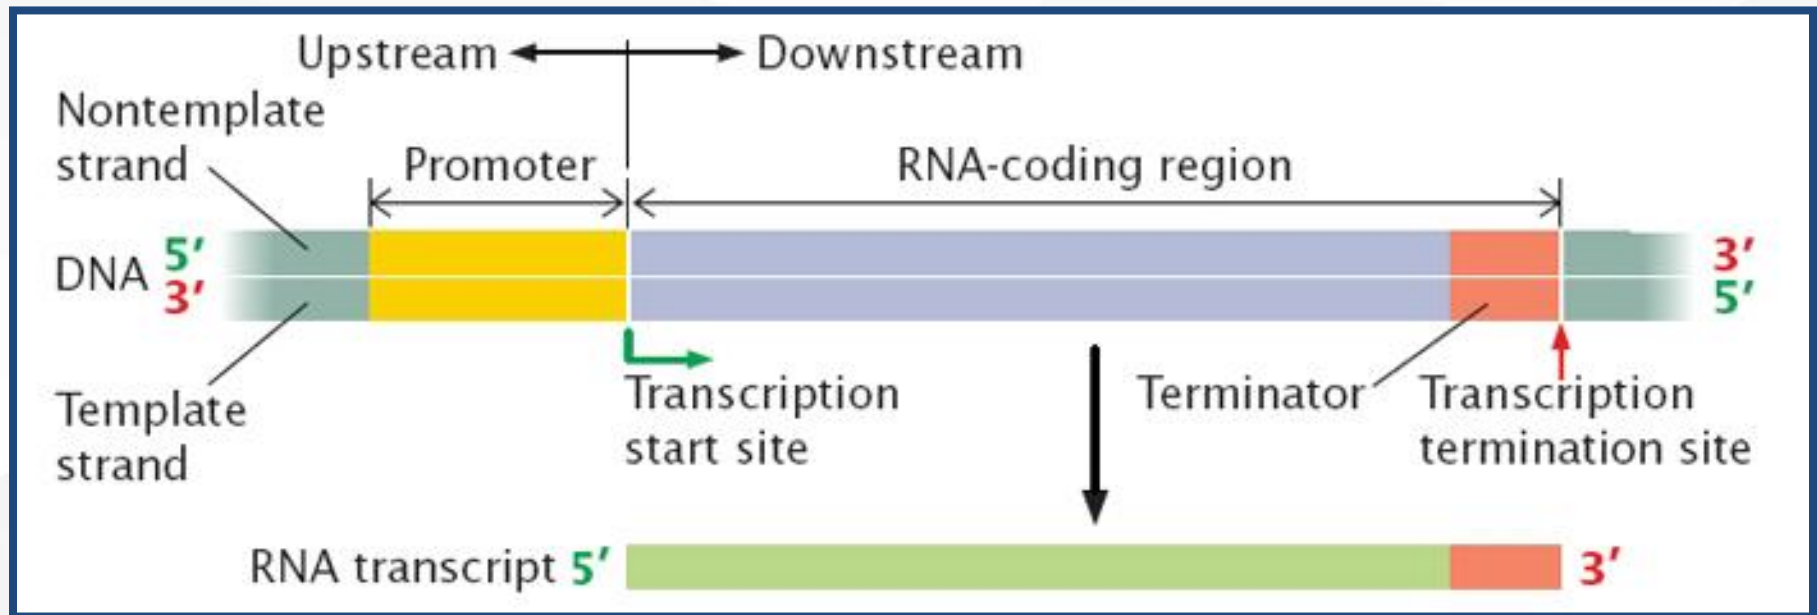 Upstream Downstream
Nontemplate
strand
Promoter
RNA-coding region
DNA 5′ 3′
3′ 5′
Template
strand
Transcription
start site
Terminator
Transcription
termination site
RNA transcript 5′ 3′